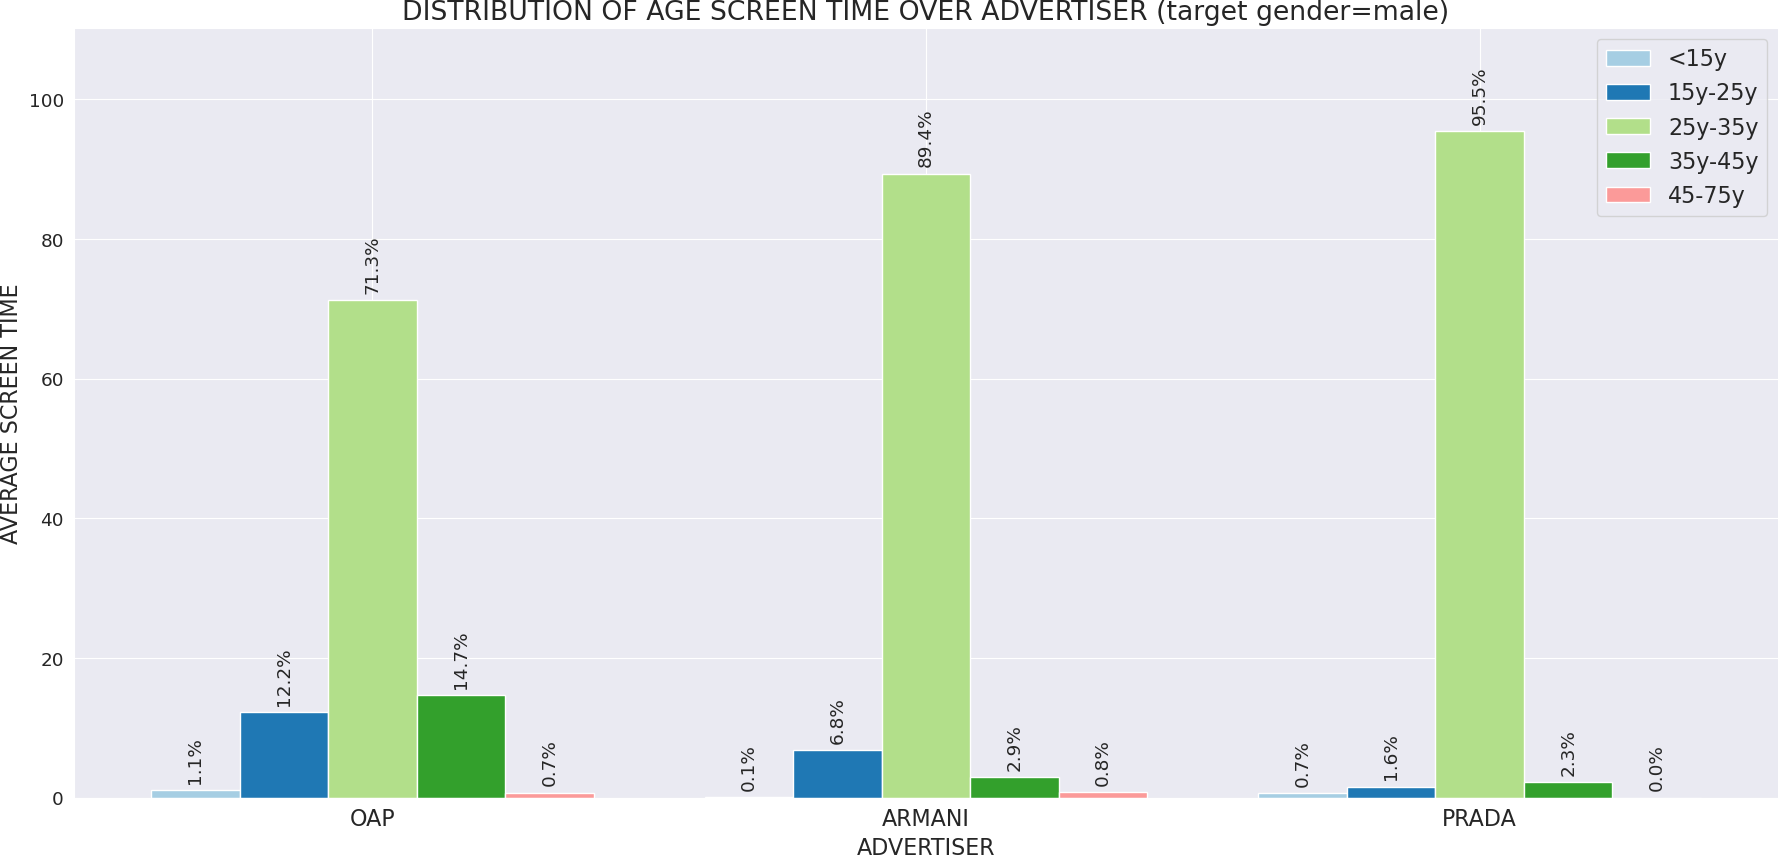 DISTRIBUTION OF AGE SCREEN TIME OVER ADVERTISER (target gender=male)
<15y
15y-25y
25y-35y
35y-45y
45-75y
AVERAGE SCREEN TIME
100
80
60
40
20
0
1.1%
12.2%
71.3%
14.7%
0.7%
0.1%
6.8%
89.4%
2.9%
0.8%
0.7%
1.6%
95.5%
2.3%
0.0%
OAP
ARMANI
PRADA
ADVERTISER